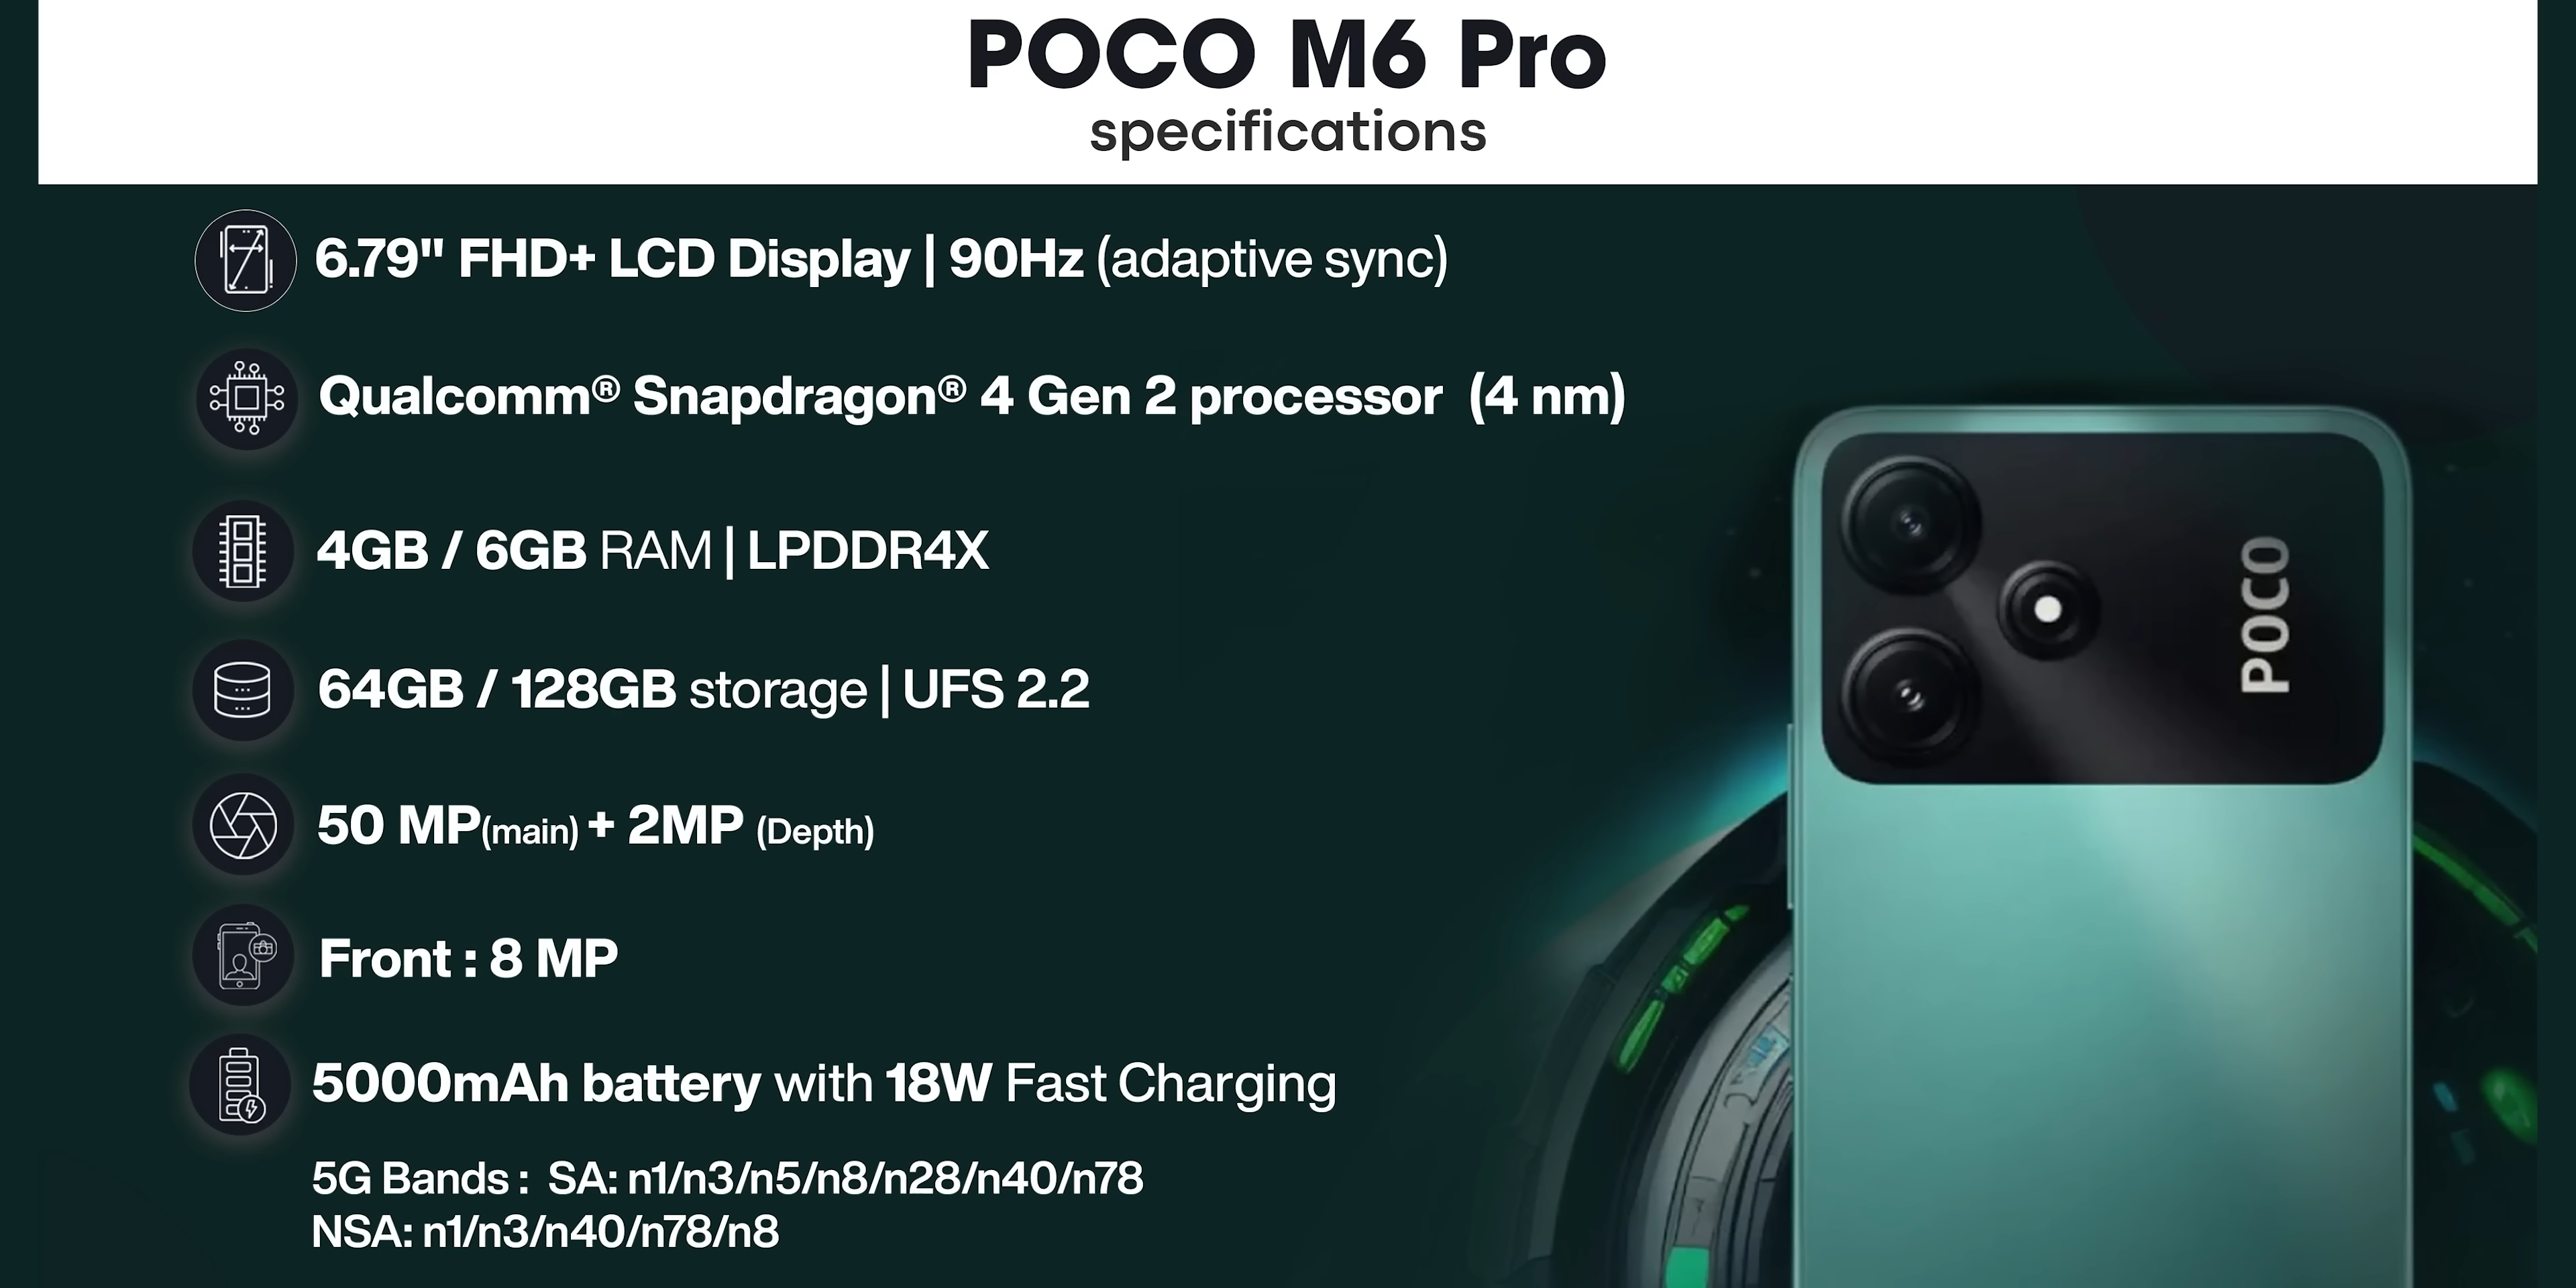 POCO M6 Pro
specifications
6.79" FHD+ LCD Display | 90Hz (adaptive sync)
Qualcomm® Snapdragon® 4 Gen 2 processor (4 nm)
4GB / 6GB RAM | LPDDR4X
64GB / 128GB storage | UFS 2.2
50 MP(main) + 2MP (Depth)
Front : 8 MP
5000mAh battery with 18W Fast Charging
5G Bands : SA: n1/n3/n5/n8/n28/n40/n78
NSA: n1/n3/n40/n78/n8
POCO